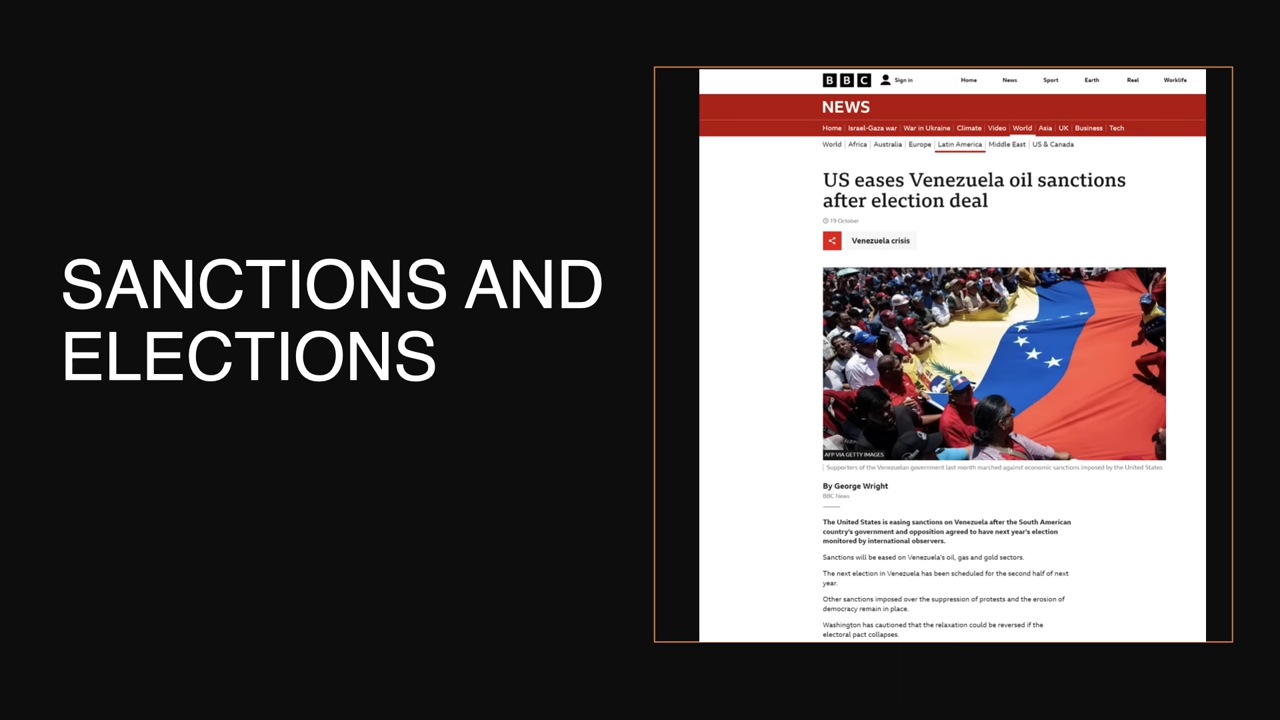 SANCTIONS AND
ELECTIONS
BBC Sign in Home News Sport Earth Reel Worklife
NEWS
Home Israel-Gaza war War in Ukraine Climate Video World Asia UK Business Tech
World Africa Australia Europe Latin America Middle East US & Canada
US eases Venezuela oil sanctions
after election deal
19 October
Venezuela crisis
AFP VIA GETTY IMAGES
Supporters of the Venezuelan government last month marched against economic sanctions imposed by the United States
By George Wright
BBC News
The United States is easing sanctions on Venezuela after the South American
country's government and opposition agreed to have next year's election
monitored by international observers.
Sanctions will be eased on Venezuela's oil, gas and gold sectors.
The next election in Venezuela has been scheduled for the second half of next
year.
Other sanctions imposed over the suppression of protests and the erosion of
democracy remain in place.
Washington has cautioned that the relaxation could be reversed if the
electoral pact collapses.